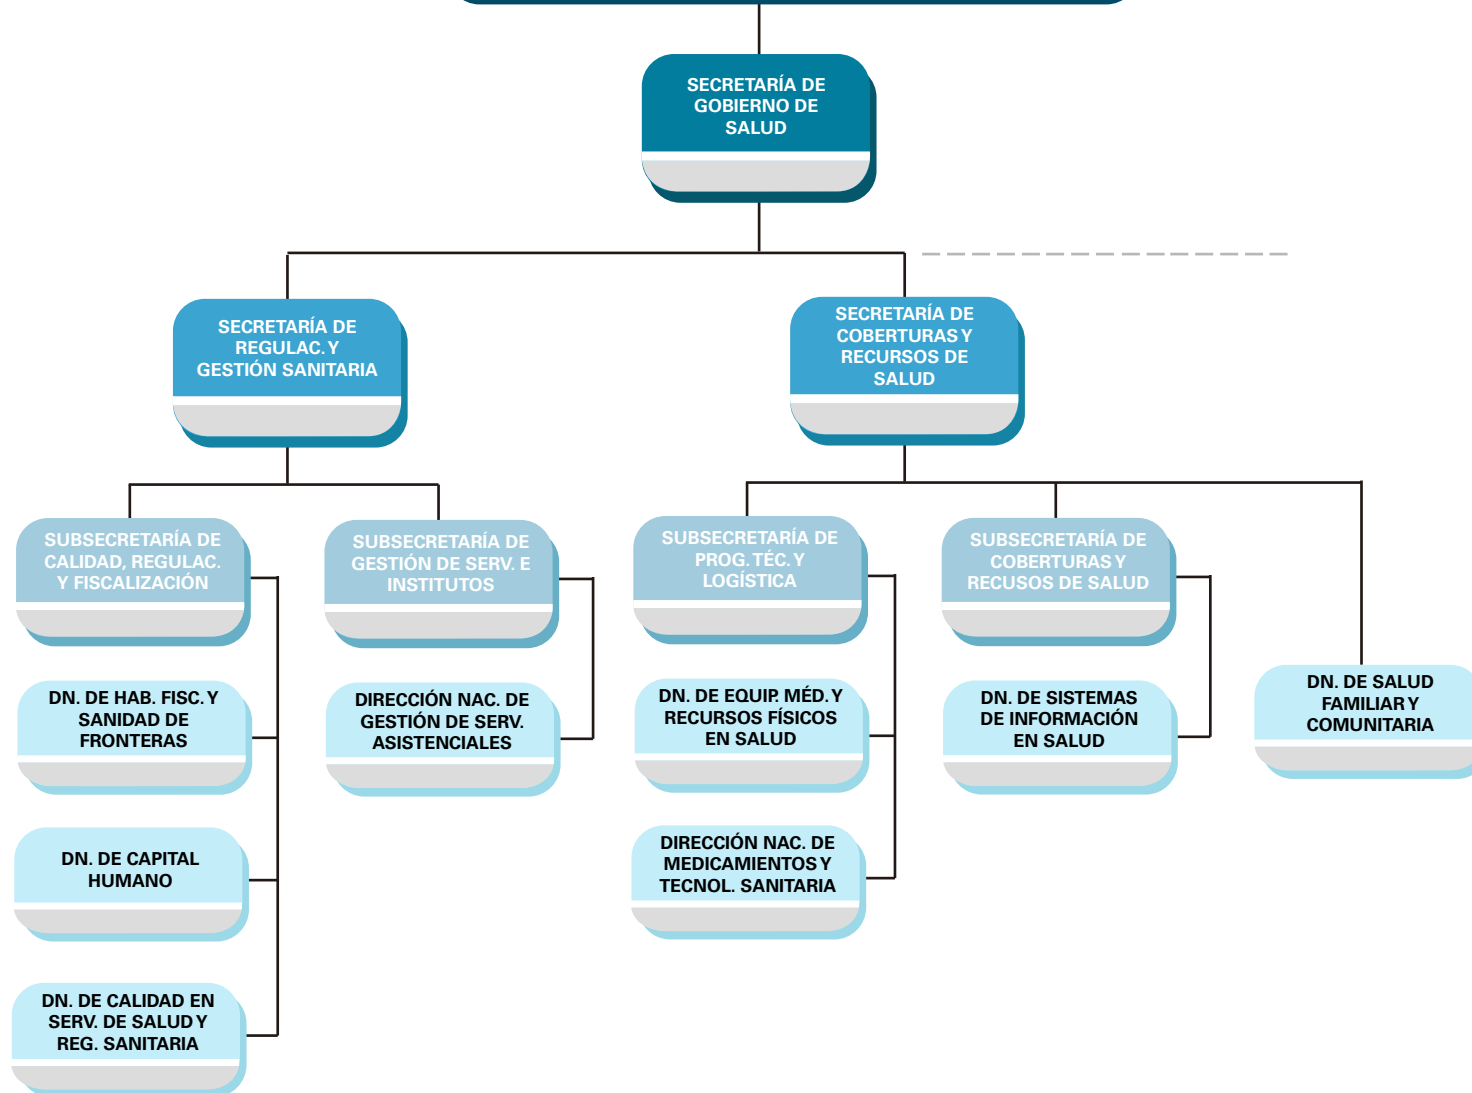 SECRETARÍA DE
GOBIERNO DE
SALUD
SECRETARÍA DE
REGULAC. Y
GESTIÓN SANITARIA
SECRETARÍA DE
COBERTURAS Y
RECURSOS DE
SALUD
SUBSECRETARÍA DE
CALIDAD, REGULAC.
Y FISCALIZACIÓN
SUBSECRETARÍA DE
GESTIÓN DE SERV. E
INSTITUTOS
SUBSECRETARÍA DE
PROG. TÉC. Y
LOGÍSTICA
SUBSECRETARÍA DE
COBERTURAS Y
RECUSOS DE SALUD
DN. DE HAB. FISC. Y
SANIDAD DE
FRONTERAS
DIRECCIÓN NAC. DE
GESTIÓN DE SERV.
ASISTENCIALES
DN. DE EQUIP. MÉD. Y
RECURSOS FÍSICOS
EN SALUD
DN. DE SISTEMAS
DE INFORMACIÓN
EN SALUD
DN. DE SALUD
FAMILIAR Y
COMUNITARIA
DN. DE CAPITAL
HUMANO
DIRECCIÓN NAC. DE
MEDICAMIENTOS Y
TECNOL. SANITARIA
DN. DE CALIDAD EN
SERV. DE SALUD Y
REG. SANITARIA